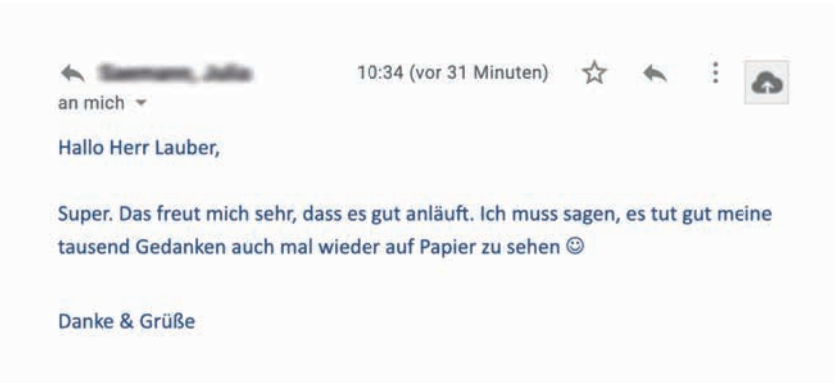 10:34 (vor 31 Minuten)
an mich
Hallo Herr Lauber,
Super. Das freut mich sehr, dass es gut anläuft. Ich muss sagen, es tut gut meine
tausend Gedanken auch mal wieder auf Papier zu sehen ☺
Danke & Grüße